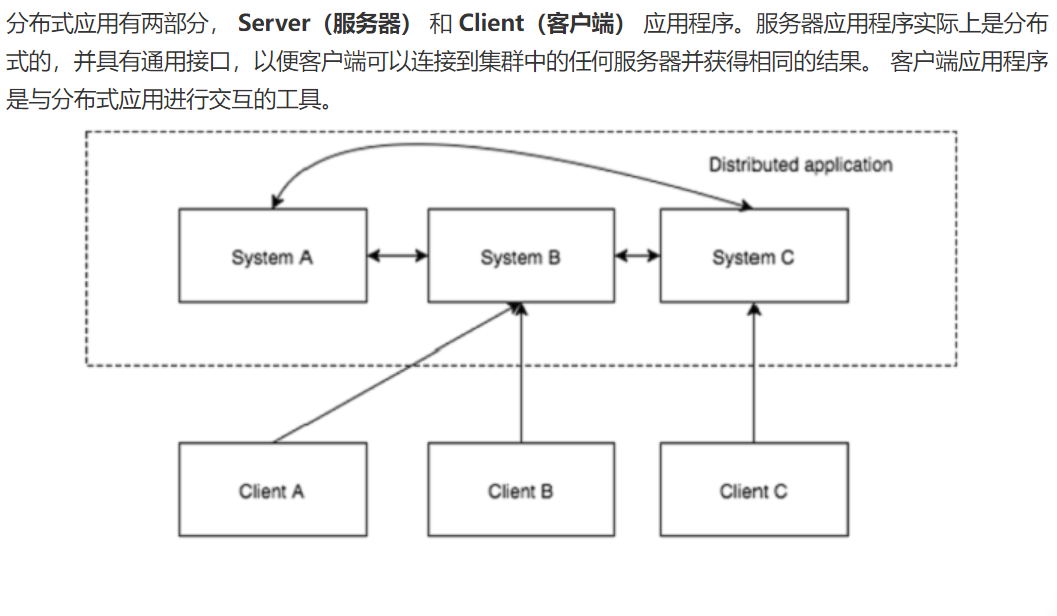 分布式应用有两部分， Server（服务器） 和 Client（客户端） 应用程序。服务器应用程序实际上是分布
式的，并具有通用接口，以便客户端可以连接到集群中的任何服务器并获得相同的结果。 客户端应用程序
是与分布式应用进行交互的工具。
Distributed application
System A
System B
System C
Client A
Client B
Client C